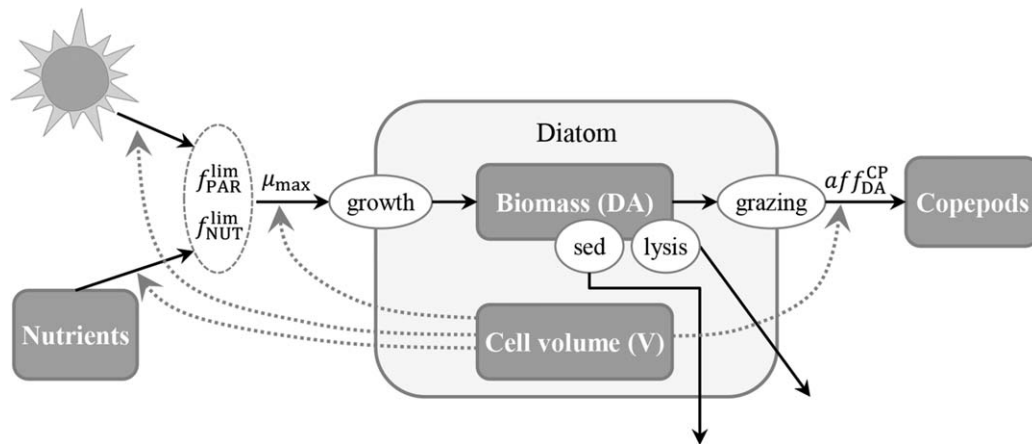 Diatom
f_PAR^lim
f_NUT^lim
μ_max
growth
Biomass (DA)
grazing
aff_DA^CP
Copepods
sed
lysis
Nutrients
Cell volume (V)